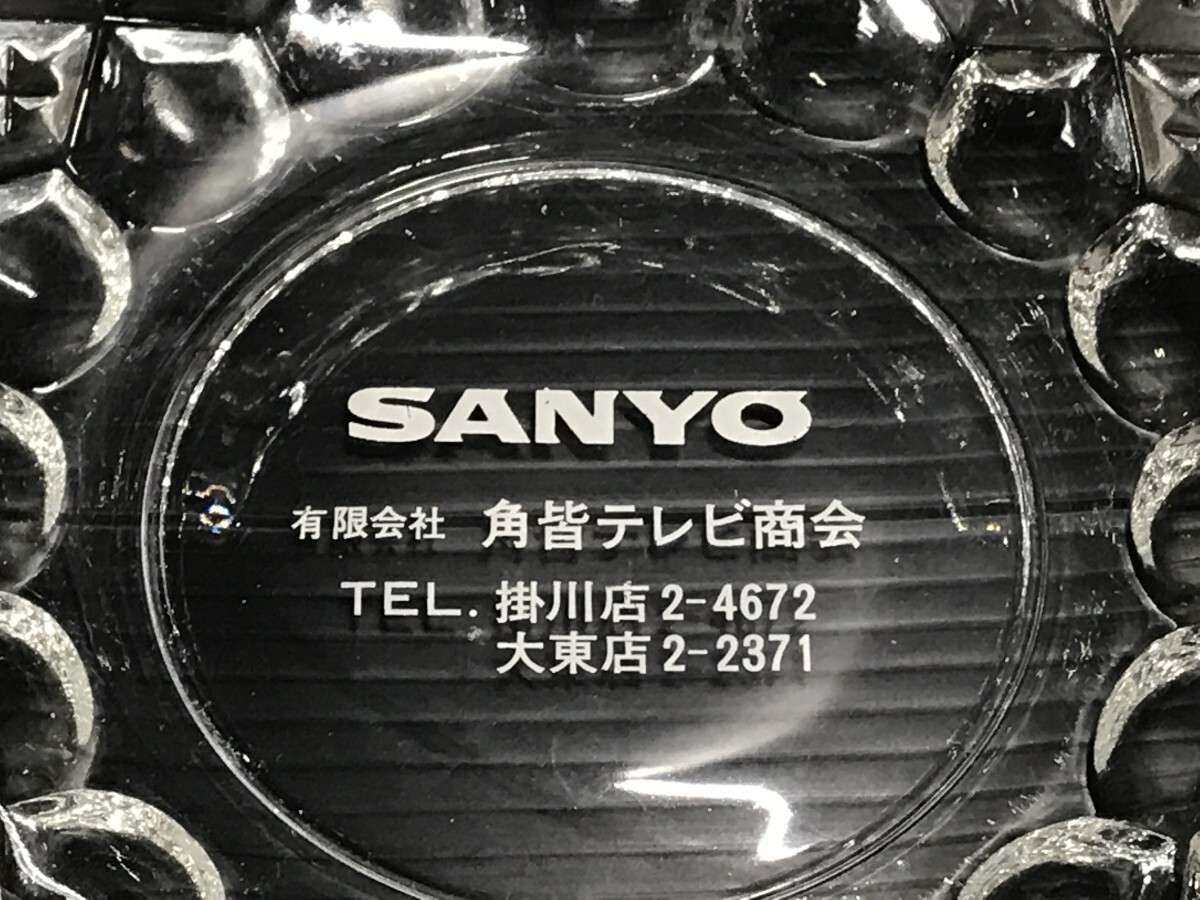 SANYO
有限会社 角皆テレビ商会
TEL. 掛川店 2-4672
大東店 2-2371